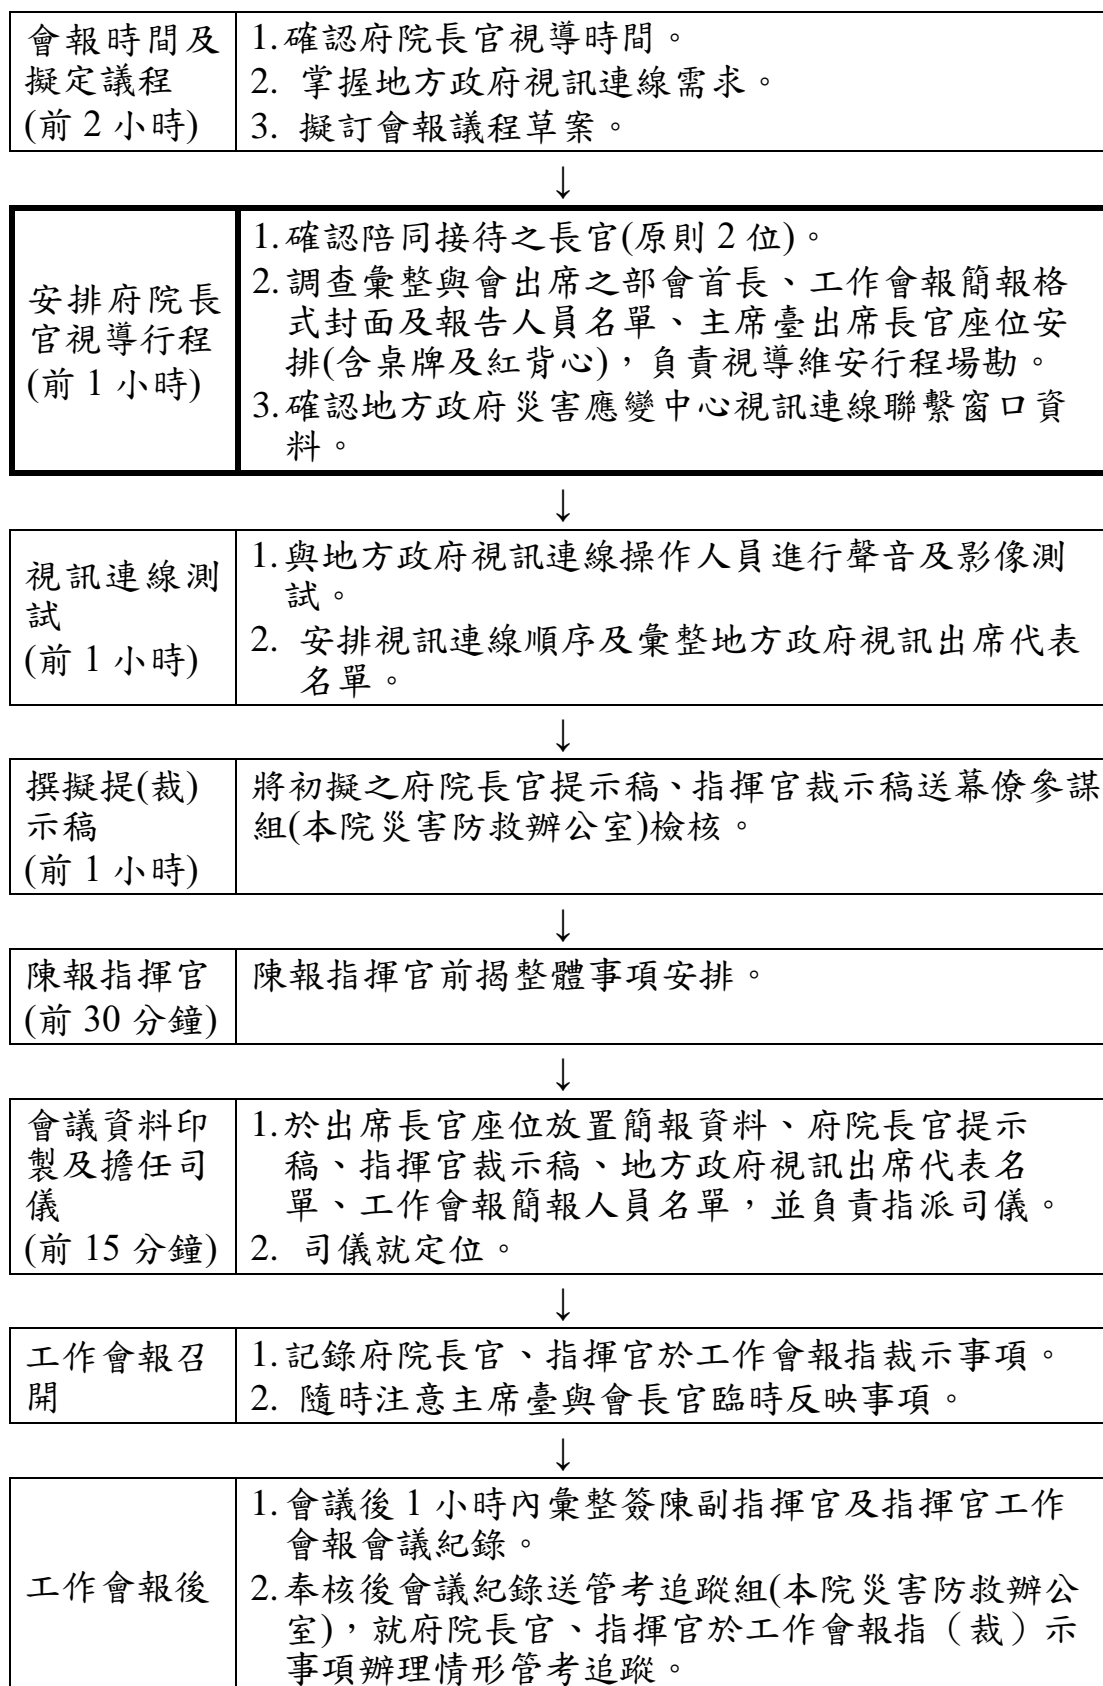 會報時間及
擬定議程
(前 2 小時)
1.確認府院長官視導時間。
2. 掌握地方政府視訊連線需求。
3. 擬訂會報議程草案。
↓
安排府院長
官視導行程
(前 1 小時)
1.確認陪同接待之長官(原則 2 位)。
2.調查彙整與會出席之部會首長、工作會報簡報格
式封面及報告人員名單、主席臺出席長官座位安
排(含桌牌及紅背心)，負責視導維安行程場勘。
3.確認地方政府災害應變中心視訊連線聯繫窗口資
料。
↓
視訊連線測
試
(前 1 小時)
1.與地方政府視訊連線操作人員進行聲音及影像測
試。
2. 安排視訊連線順序及彙整地方政府視訊出席代表
名單。
↓
撰擬提(裁)
示稿
(前 1 小時)
將初擬之府院長官提示稿、指揮官裁示稿送幕僚參謀
組(本院災害防救辦公室)檢核。
↓
陳報指揮官
(前 30 分鐘)
陳報指揮官前揭整體事項安排。
↓
會議資料印
製及擔任司
儀
(前 15 分鐘)
1.於出席長官座位放置簡報資料、府院長官提示
稿、指揮官裁示稿、地方政府視訊出席代表名
單、工作會報簡報人員名單，並負責指派司儀。
2. 司儀就定位。
↓
工作會報召
開
1.記錄府院長官、指揮官於工作會報指裁示事項。
2. 隨時注意主席臺與會長官臨時反映事項。
↓
工作會報後
1.會議後 1 小時內彙整簽陳副指揮官及指揮官工作
會報會議紀錄。
2.奉核後會議紀錄送管考追蹤組(本院災害防救辦公
室)，就府院長官、指揮官於工作會報指（裁）示
事項辦理情形管考追蹤。